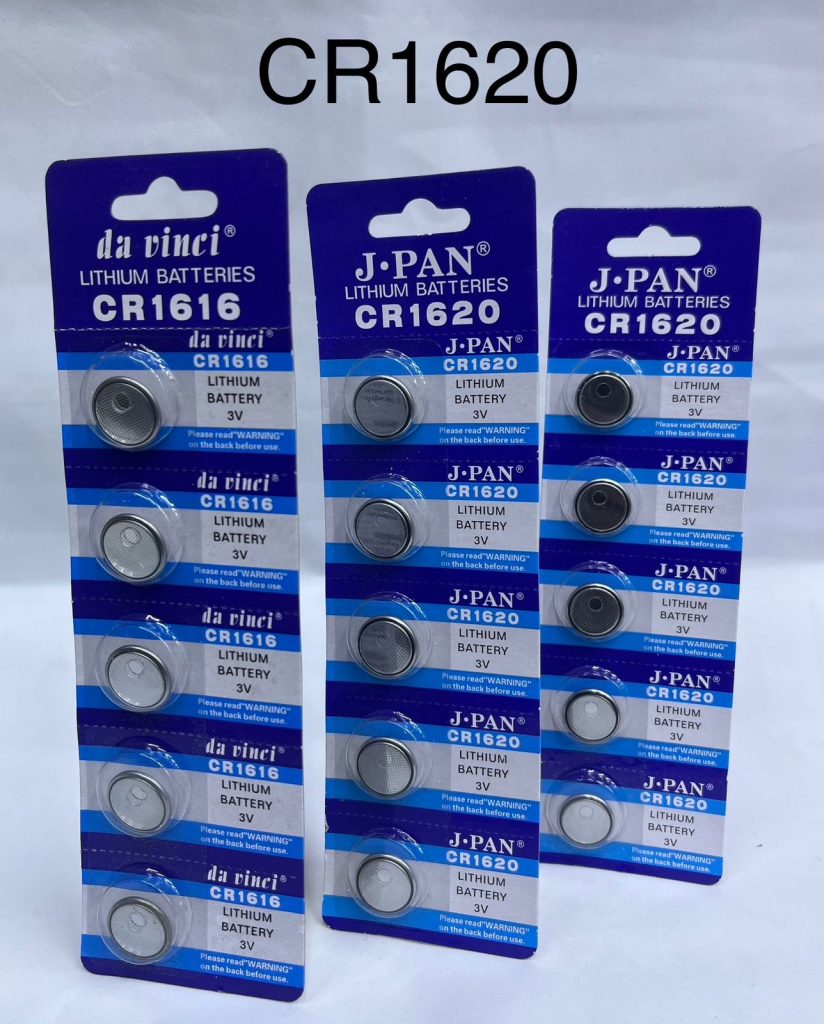 CR1620
da vinci®
LITHIUM BATTERIES
CR1616
da vinci®
CR1616
LITHIUM
BATTERY
3V
Please read"WARNING"
on the back before use.
da vinci®
CR1616
LITHIUM
BATTERY
3V
Please read"WARNING"
on the back before use.
da vinci®
CR1616
LITHIUM
BATTERY
3V
Please read"WARNING"
on the back before use.
da vinci®
CR1616
LITHIUM
BATTERY
3V
Please read"WARNING"
on the back before use.
da vinci®
CR1616
LITHIUM
BATTERY
3V
Please read"WARNING"
on the back before use.
J·PAN®
LITHIUM BATTERIES
CR1620
J·PAN®
CR1620
LITHIUM
BATTERY
3V
Please read"WARNING"
on the back before use.
J·PAN®
CR1620
LITHIUM
BATTERY
3V
Please read"WARNING"
on the back before use.
J·PAN®
CR1620
LITHIUM
BATTERY
3V
Please read"WARNING"
on the back before use.
J·PAN®
CR1620
LITHIUM
BATTERY
3V
Please read"WARNING"
on the back before use.
J·PAN®
CR1620
LITHIUM
BATTERY
3V
Please read"WARNING"
on the back before use.
J·PAN®
LITHIUM BATTERIES
CR1620
J·PAN®
CR1620
LITHIUM
BATTERY
3V
Please read"WARNING"
on the back before use.
J·PAN®
CR1620
LITHIUM
BATTERY
3V
Please read"WARNING"
on the back before use.
J·PAN®
CR1620
LITHIUM
BATTERY
3V
Please read"WARNING"
on the back before use.
J·PAN®
CR1620
LITHIUM
BATTERY
3V
Please read"WARNING"
on the back before use.
J·PAN®
CR1620
LITHIUM
BATTERY
3V
Please read"WARNING"
on the back before use.